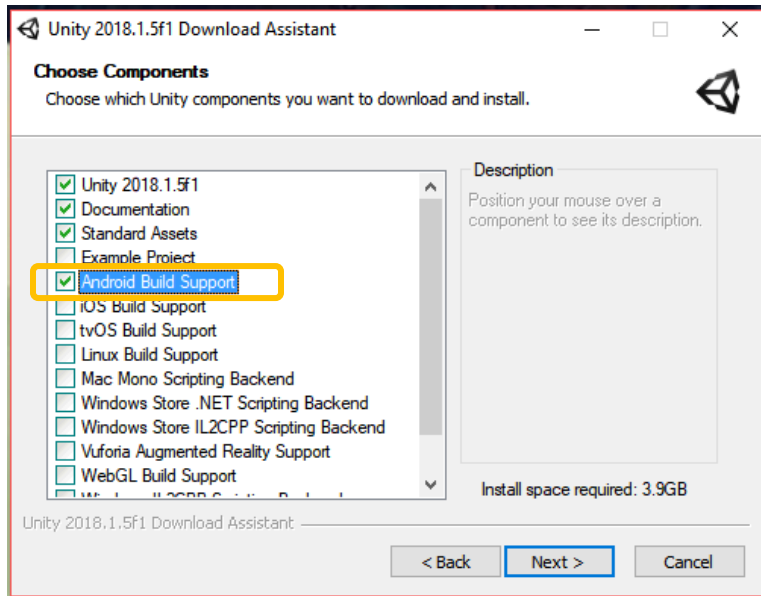 Unity 2018.1.5f1 Download Assistant
Choose Components
Choose which Unity components you want to download and install.
Unity 2018.1.5f1
Documentation
Standard Assets
Example Project
Android Build Support
iOS Build Support
tvOS Build Support
Linux Build Support
Mac Mono Scripting Backend
Windows Store .NET Scripting Backend
Windows Store IL2CPP Scripting Backend
Vuforia Augmented Reality Support
WebGL Build Support
Description
Position your mouse over a
component to see its description.
Install space required: 3.9GB
Unity 2018.1.5f1 Download Assistant
< Back
Next >
Cancel